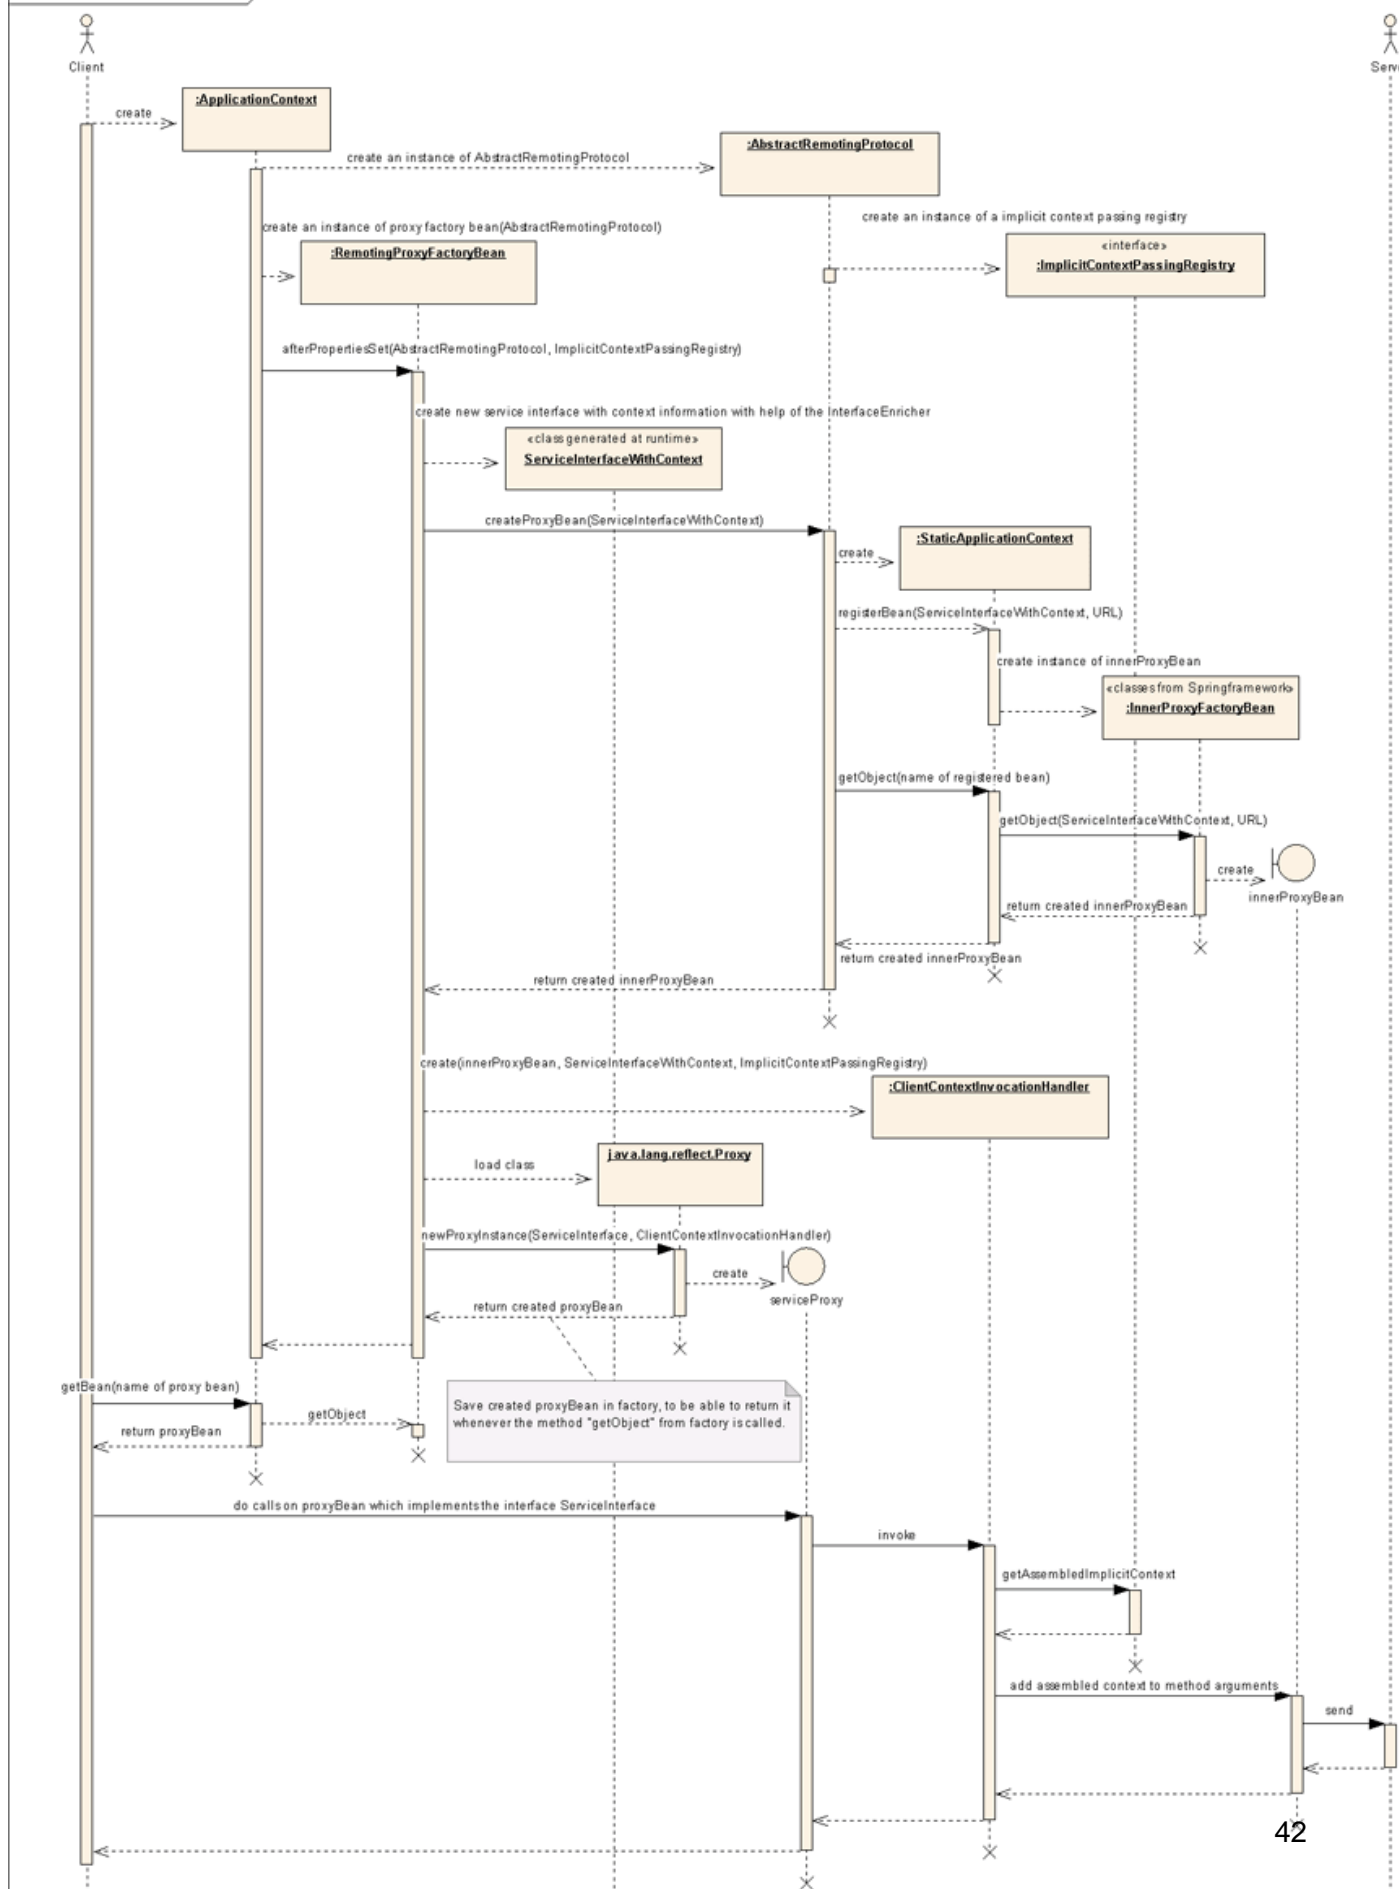 Client
Serv
:ApplicationContext
create
:AbstractRemotingProtocol
create an instance of AbstractRemotingProtocol
create an instance of a implicit context passing registry
create an instance of proxy factory bean(AbstractRemotingProtocol)
«interface»
:RemotingProxyFactoryBean
:ImplicitContextPassingRegistry
afterPropertiesSet(AbstractRemotingProtocol, ImplicitContextPassingRegistry)
create new service interface with context information with help of the InterfaceEnricher
«class generated at runtime»
ServiceInterfaceWithContext
createProxyBean(ServiceInterfaceWithContext)
:StaticApplicationContext
create
registerBean(ServiceInterfaceWithContext, URL)
create instance of innerProxyBean
«classes from Springframework»
:InnerProxyFactoryBean
getObject(name of registered bean)
getObject(ServiceInterfaceWithContext, URL)
create
innerProxyBean
return created innerProxyBean
return created innerProxyBean
return created innerProxyBean
create(innerProxyBean, ServiceInterfaceWithContext, ImplicitContextPassingRegistry)
:ClientContextInvocationHandler
java.lang.reflect.Proxy
load class
newProxyInstance(ServiceInterface, ClientContextInvocationHandler)
create
serviceProxy
return created proxyBean
getBean(name of proxy bean)
Save created proxyBean in factory, to be able to return it
whenever the method "getObject" from factory is called.
getObject
return proxyBean
do calls on proxyBean which implements the interface ServiceInterface
invoke
getAssembledImplicitContext
add assembled context to method arguments
send
42